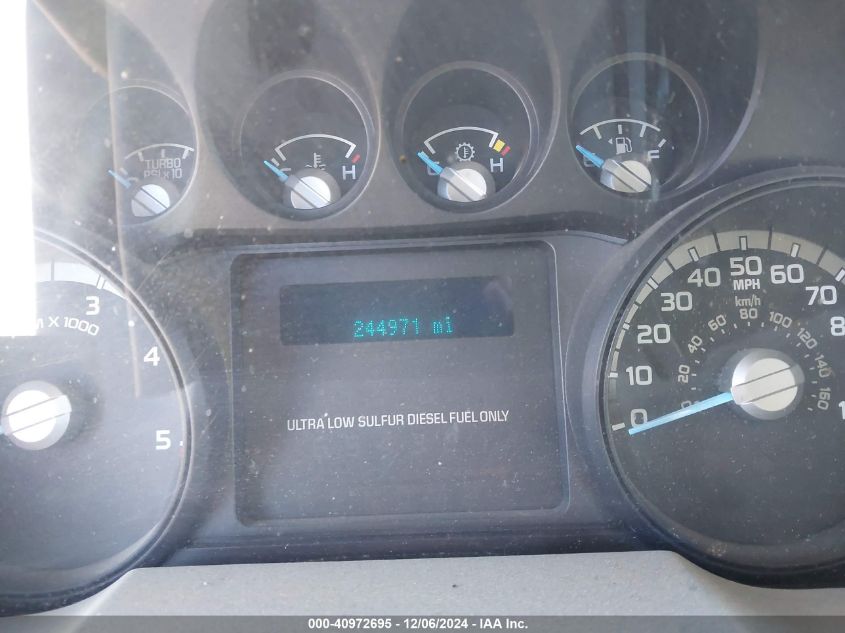 TURBO
PSI x 10
C H
C H
E F
3
M X 1000
4
5
244971 mi
ULTRA LOW SULFUR DIESEL FUEL ONLY
0 10 20 30 40 50 60 70
MPH
km/h
0 20 40 60 80 100 120 140 160
000-40972695 - 12/06/2024 - IAA Inc.